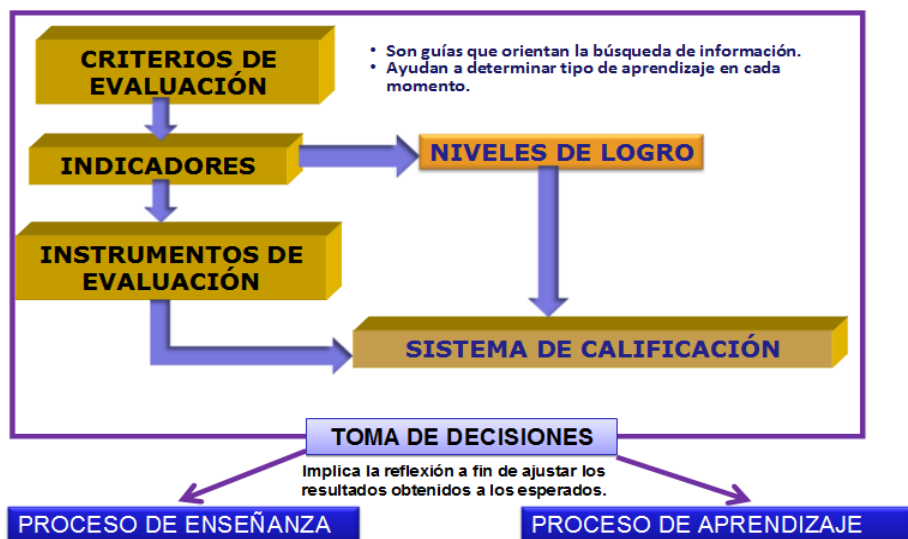 CRITERIOS DE
EVALUACIÓN
• Son guías que orientan la búsqueda de información.
• Ayudan a determinar tipo de aprendizaje en cada
momento.
INDICADORES
NIVELES DE LOGRO
INSTRUMENTOS DE
EVALUACIÓN
SISTEMA DE CALIFICACIÓN
TOMA DE DECISIONES
Implica la reflexión a fin de ajustar los
resultados obtenidos a los esperados.
PROCESO DE ENSEÑANZA
PROCESO DE APRENDIZAJE